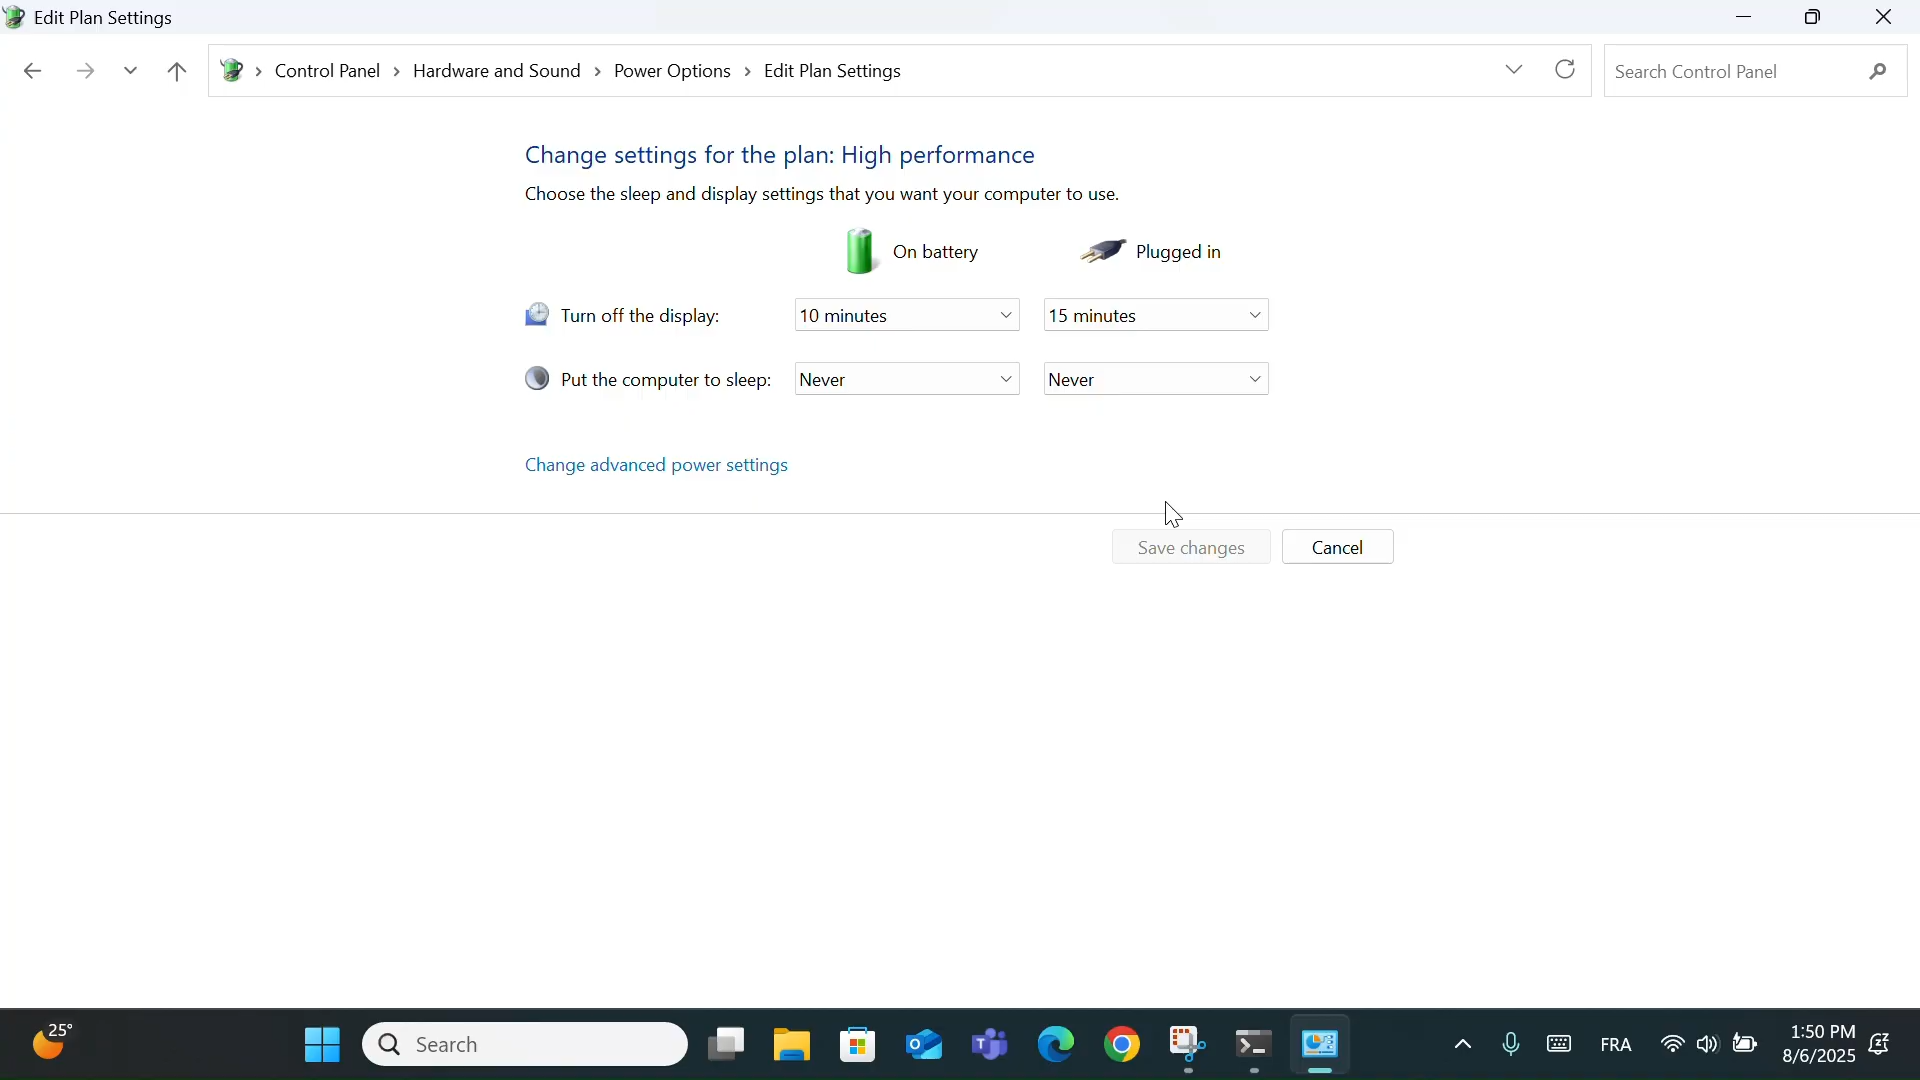 Edit Plan Settings
Control Panel > Hardware and Sound > Power Options > Edit Plan Settings
Search Control Panel
Change settings for the plan: High performance
Choose the sleep and display settings that you want your computer to use.
On battery Plugged in
Turn off the display: 10 minutes 15 minutes
Put the computer to sleep: Never Never
Change advanced power settings
Save changes Cancel
25°
Search
FRA
1:50 PM
8/6/2025